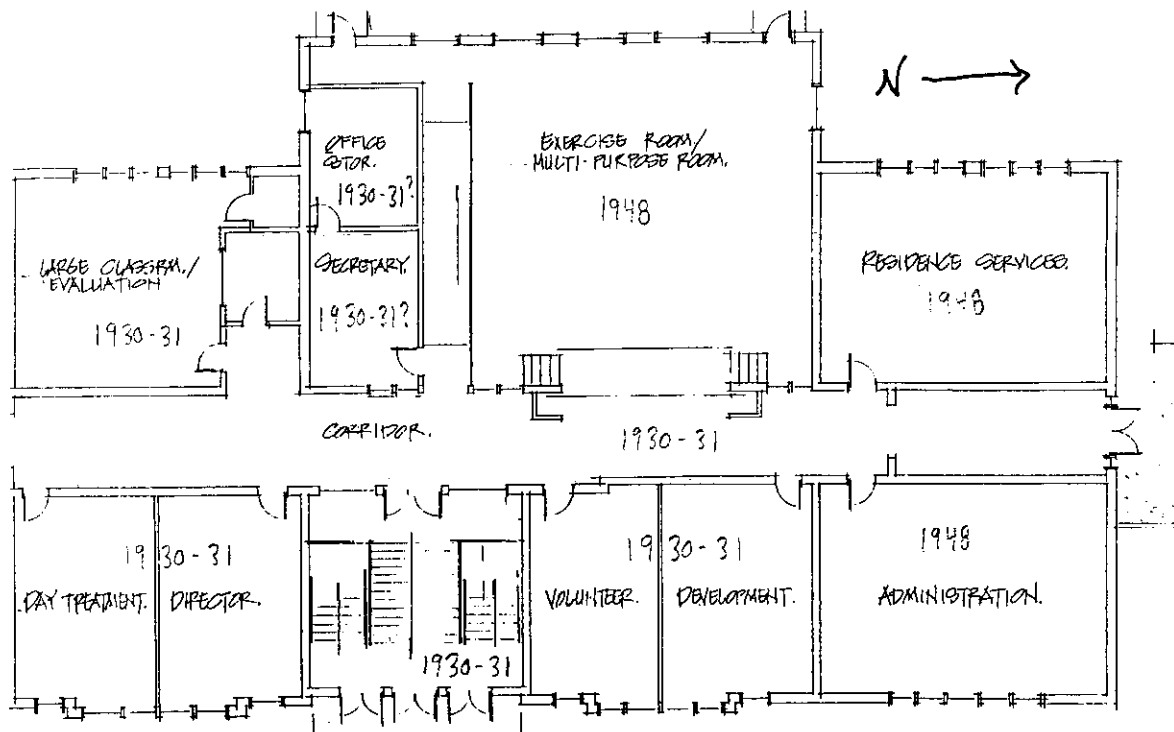 N
OFFICE
STOR.
1930-31?
EXERCISE ROOM/
MULTI-PURPOSE ROOM.
1948
LARGE CLASSRM./
EVALUATION
1930-31
SECRETARY.
1930-31?
RESIDENCE SERVICES.
1948
CORRIDOR.
1930-31
1930-31
DAY TREATMENT.
DIRECTOR.
1930-31
1930-31
VOLUNTEER.
DEVELOPMENT.
1948
ADMINISTRATION.